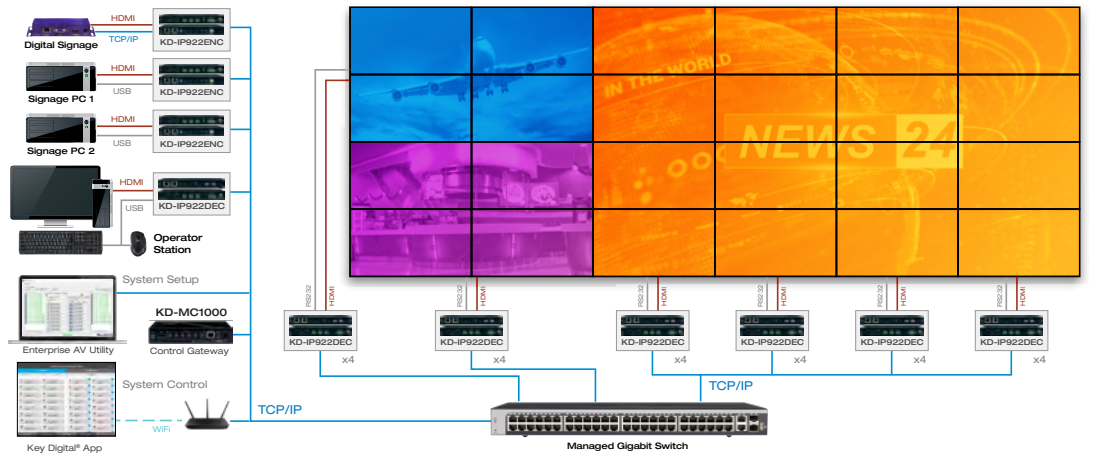 HDMI
TCP/IP
Digital Signage
KD-IP922ENC
HDMI
USB
Signage PC 1
KD-IP922ENC
HDMI
USB
Signage PC 2
KD-IP922ENC
HDMI
USB
KD-IP922DEC
Operator
Station
System Setup
Enterprise AV Utility
KD-MC1000
Control Gateway
System Control
WiFi
Key Digital® App
TCP/IP
IN THE WORLD
NEWS 24
RS232
HDMI
KD-IP922DEC
x4
RS232
HDMI
KD-IP922DEC
x4
RS232
HDMI
KD-IP922DEC
x4
RS232
HDMI
KD-IP922DEC
x4
RS232
HDMI
KD-IP922DEC
x4
RS232
HDMI
KD-IP922DEC
x4
TCP/IP
Managed Gigabit Switch